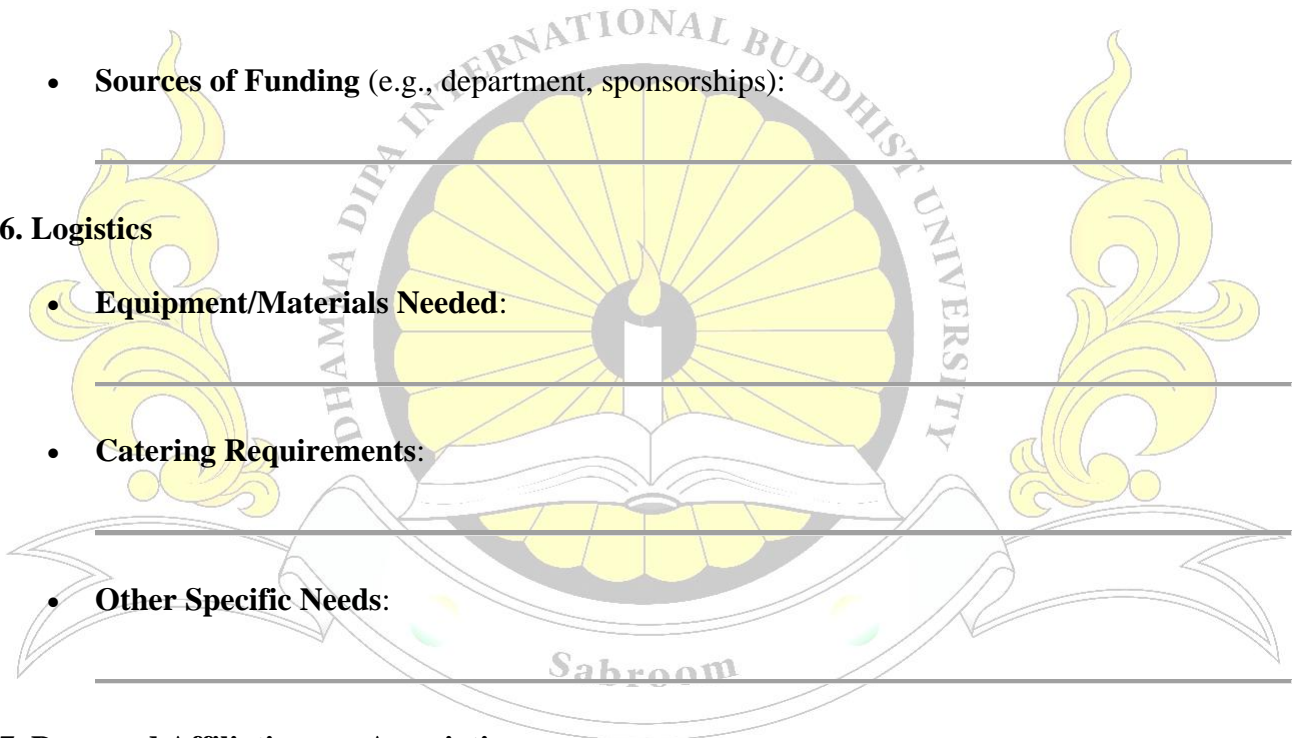 DHAMMA DIPA INTERNATIONAL BUDDHIST UNIVERSITY
• Sources of Funding (e.g., department, sponsorships):
6. Logistics
• Equipment/Materials Needed:
• Catering Requirements:
• Other Specific Needs:
Sabroom